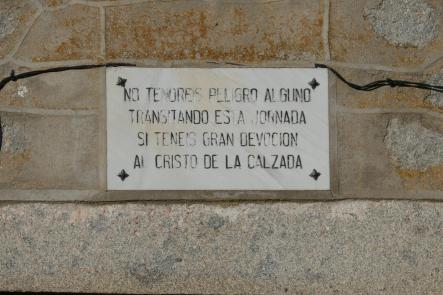 NO TENDREIS PELIGRO ALGUNO
TRANSITANDO ESTA JORNADA
SI TENEIS GRAN DEVOCION
AL CRISTO DE LA CALZADA